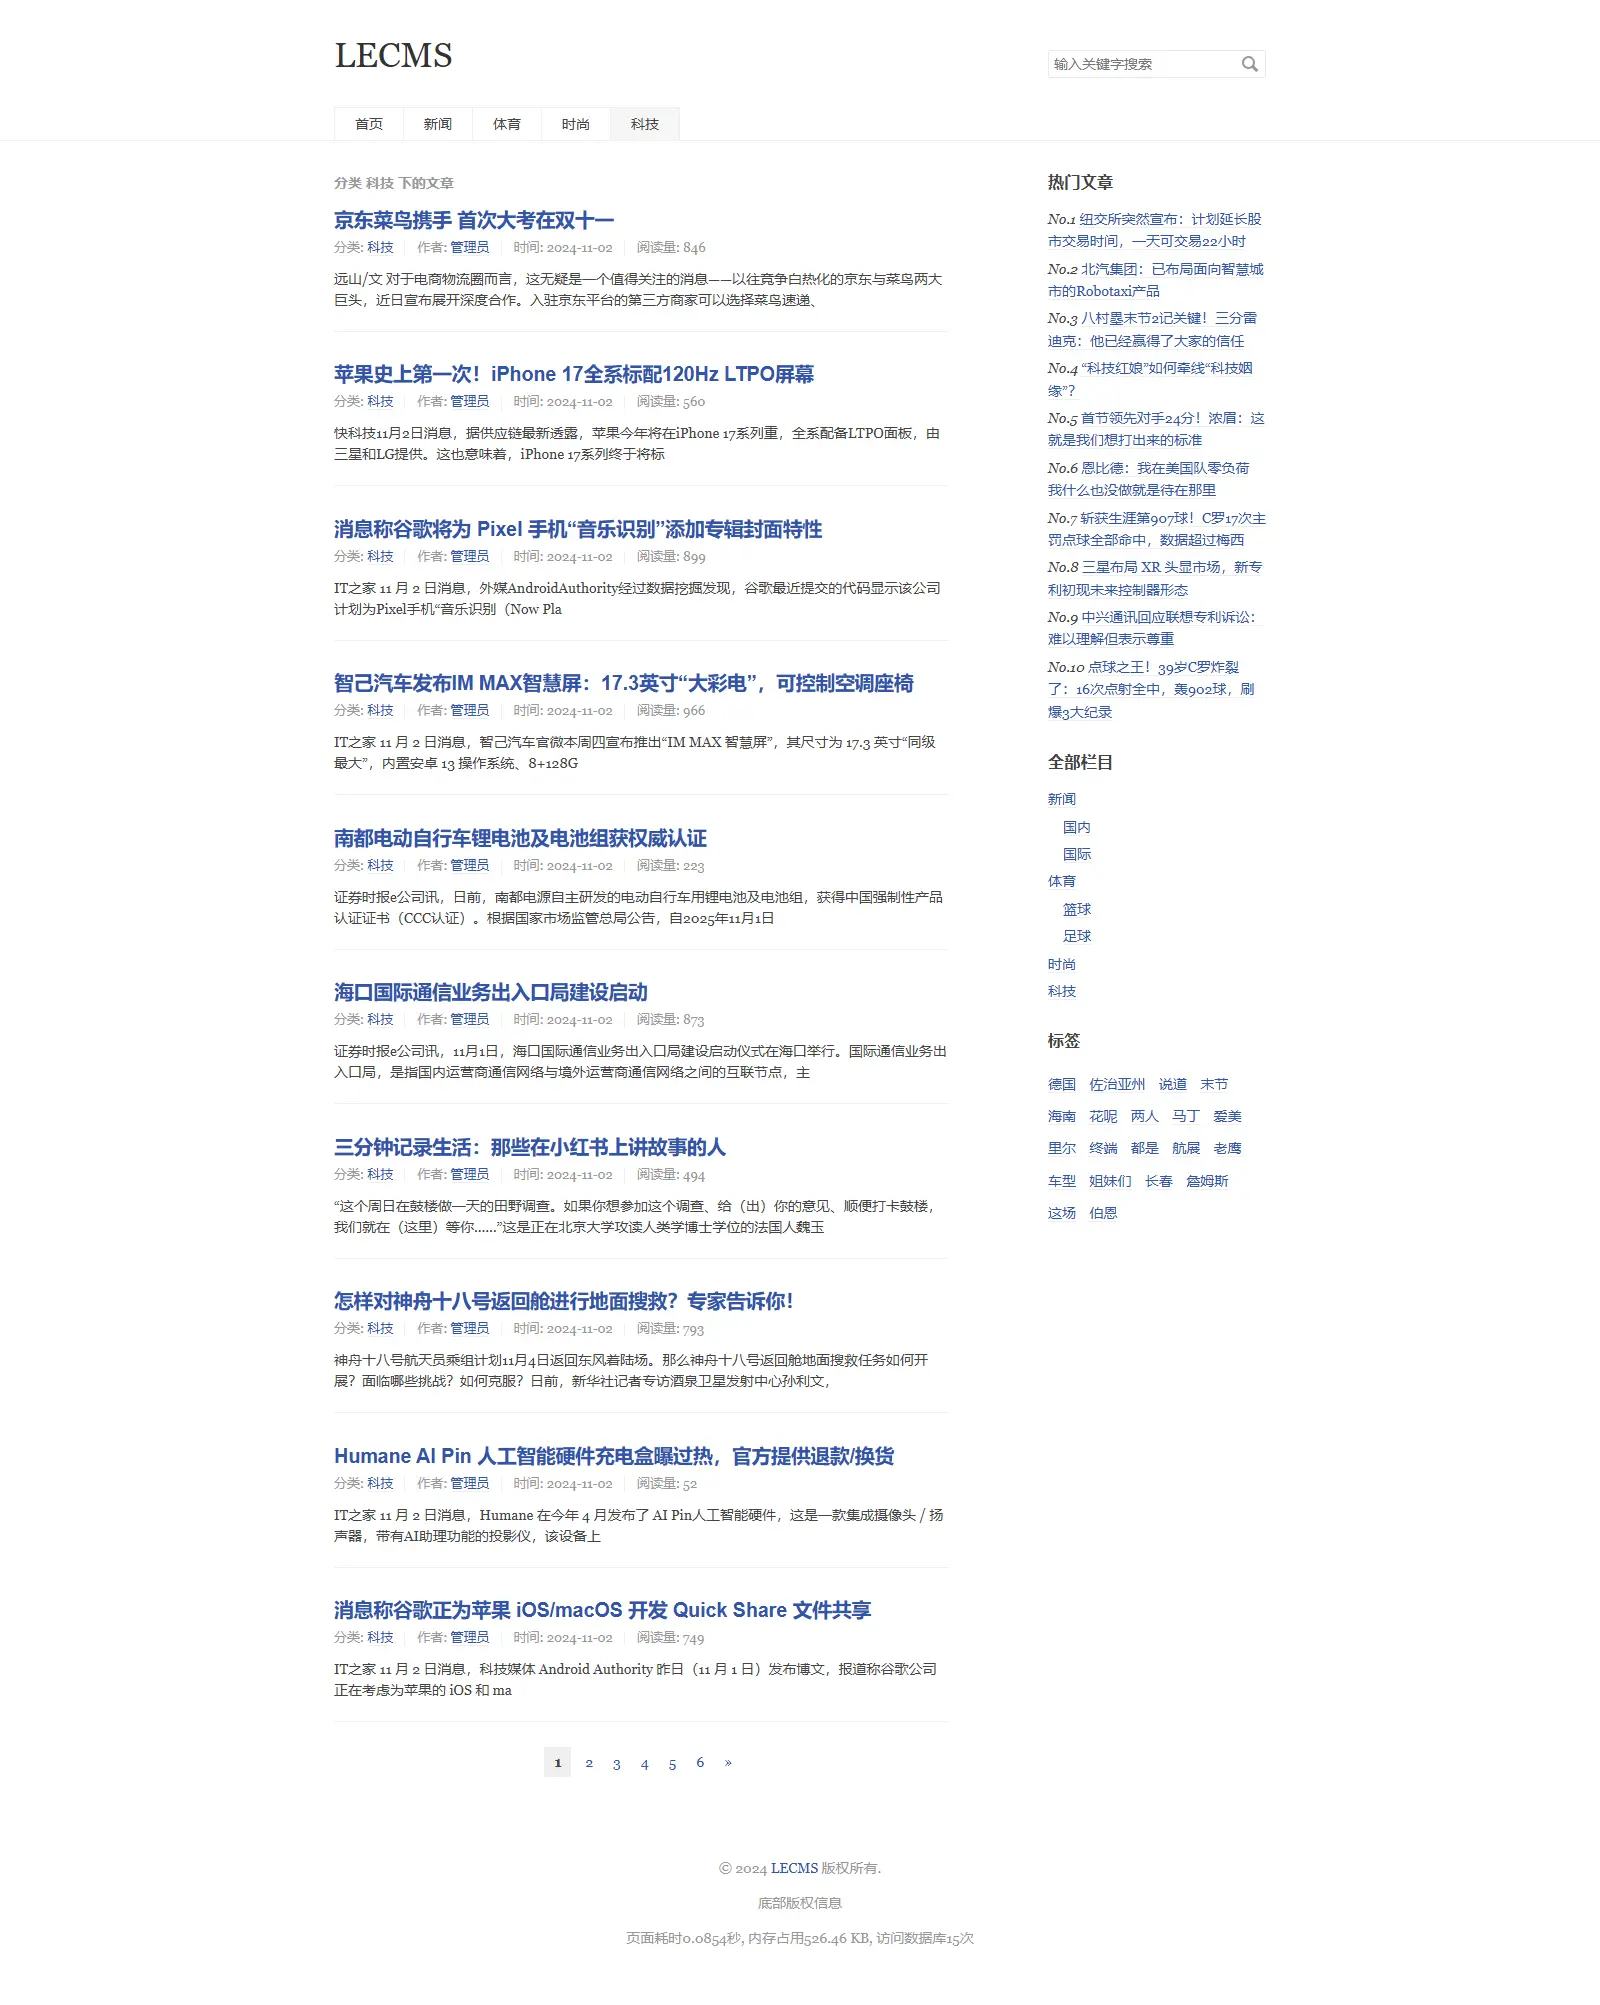 LECMS
输入关键字搜索
首页
新闻
体育
时尚
科技
分类 科技 下的文章
京东菜鸟携手 首次大考在双十一
分类: 科技 作者: 管理员 时间: 2024-11-02 阅读量: 846
远山/文 对于电商物流圈而言，这无疑是一个值得关注的消息——以往竞争白热化的京东与菜鸟两大
巨头，近日宣布展开深度合作。入驻京东平台的第三方商家可以选择菜鸟速递、
苹果史上第一次！iPhone 17全系标配120Hz LTPO屏幕
分类: 科技 作者: 管理员 时间: 2024-11-02 阅读量: 560
快科技11月2日消息，据供应链最新透露，苹果今年将在iPhone 17系列重，全系配备LTPO面板，由
三星和LG提供。这也意味着，iPhone 17系列终于将标
消息称谷歌将为 Pixel 手机“音乐识别”添加专辑封面特性
分类: 科技 作者: 管理员 时间: 2024-11-02 阅读量: 899
IT之家 11 月 2 日消息，外媒AndroidAuthority经过数据挖掘发现，谷歌最近提交的代码显示该公司
计划为Pixel手机“音乐识别（Now Pla
智己汽车发布IM MAX智慧屏：17.3英寸“大彩电”，可控制空调座椅
分类: 科技 作者: 管理员 时间: 2024-11-02 阅读量: 966
IT之家 11 月 2 日消息，智己汽车官微本周四宣布推出“IM MAX 智慧屏”，其尺寸为 17.3 英寸“同级
最大”，内置安卓 13 操作系统、8+128G
南都电动自行车锂电池及电池组获权威认证
分类: 科技 作者: 管理员 时间: 2024-11-02 阅读量: 223
证券时报e公司讯，日前，南都电源自主研发的电动自行车用锂电池及电池组，获得中国强制性产品
认证证书（CCC认证）。根据国家市场监管总局公告，自2025年11月1日
海口国际通信业务出入口局建设启动
分类: 科技 作者: 管理员 时间: 2024-11-02 阅读量: 873
证券时报e公司讯，11月1日，海口国际通信业务出入口局建设启动仪式在海口举行。国际通信业务出
入口局，是指国内运营商通信网络与境外运营商通信网络之间的互联节点，主
三分钟记录生活：那些在小红书上讲故事的人
分类: 科技 作者: 管理员 时间: 2024-11-02 阅读量: 494
“这个周日在鼓楼做一天的田野调查。如果你想参加这个调查、给（出）你的意见、顺便打卡鼓楼，
我们就在（这里）等你……”这是正在北京大学攻读人类学博士学位的法国人魏玉
怎样对神舟十八号返回舱进行地面搜救？专家告诉你！
分类: 科技 作者: 管理员 时间: 2024-11-02 阅读量: 793
神舟十八号航天员乘组计划11月4日返回东风着陆场。那么神舟十八号返回舱地面搜救任务如何开
展？面临哪些挑战？如何克服？日前，新华社记者专访酒泉卫星发射中心孙利文，
Humane AI Pin 人工智能硬件充电盒曝过热，官方提供退款/换货
分类: 科技 作者: 管理员 时间: 2024-11-02 阅读量: 52
IT之家 11 月 2 日消息，Humane 在今年 4 月发布了 AI Pin人工智能硬件，这是一款集成摄像头 / 扬
声器，带有AI助理功能的投影仪，该设备上
消息称谷歌正为苹果 iOS/macOS 开发 Quick Share 文件共享
分类: 科技 作者: 管理员 时间: 2024-11-02 阅读量: 749
IT之家 11 月 2 日消息，科技媒体 Android Authority 昨日（11 月 1 日）发布博文，报道称谷歌公司
正在考虑为苹果的 iOS 和 ma
1 2 3 4 5 6 »
热门文章
No.1 纽交所突然宣布：计划延长股
市交易时间，一天可交易22小时
No.2 北汽集团：已布局面向智慧城
市的Robotaxi产品
No.3 八村塁末节2记关键！三分雷
迪克：他已经赢得了大家的信任
No.4 “科技红娘”如何牵线“科技姻
缘”？
No.5 首节领先对手24分！浓眉：这
就是我们想打出来的标准
No.6 恩比德：我在美国队零负荷
我什么也没做就是待在那里
No.7 斩获生涯第907球！C罗17次主
罚点球全部命中，数据超过梅西
No.8 三星布局 XR 头显市场，新专
利初现未来控制器形态
No.9 中兴通讯回应联想专利诉讼：
难以理解但表示尊重
No.10 点球之王！39岁C罗炸裂
了：16次点射全中，轰902球，刷
爆3大纪录
全部栏目
新闻
国内
国际
体育
篮球
足球
时尚
科技
标签
德国 佐治亚州 说道 末节
海南 花呢 两人 马丁 爱美
里尔 终端 都是 航展 老鹰
车型 姐妹们 长春 詹姆斯
这场 伯恩
© 2024 LECMS 版权所有.
底部版权信息
页面耗时0.0854秒, 内存占用526.46 KB, 访问数据库15次